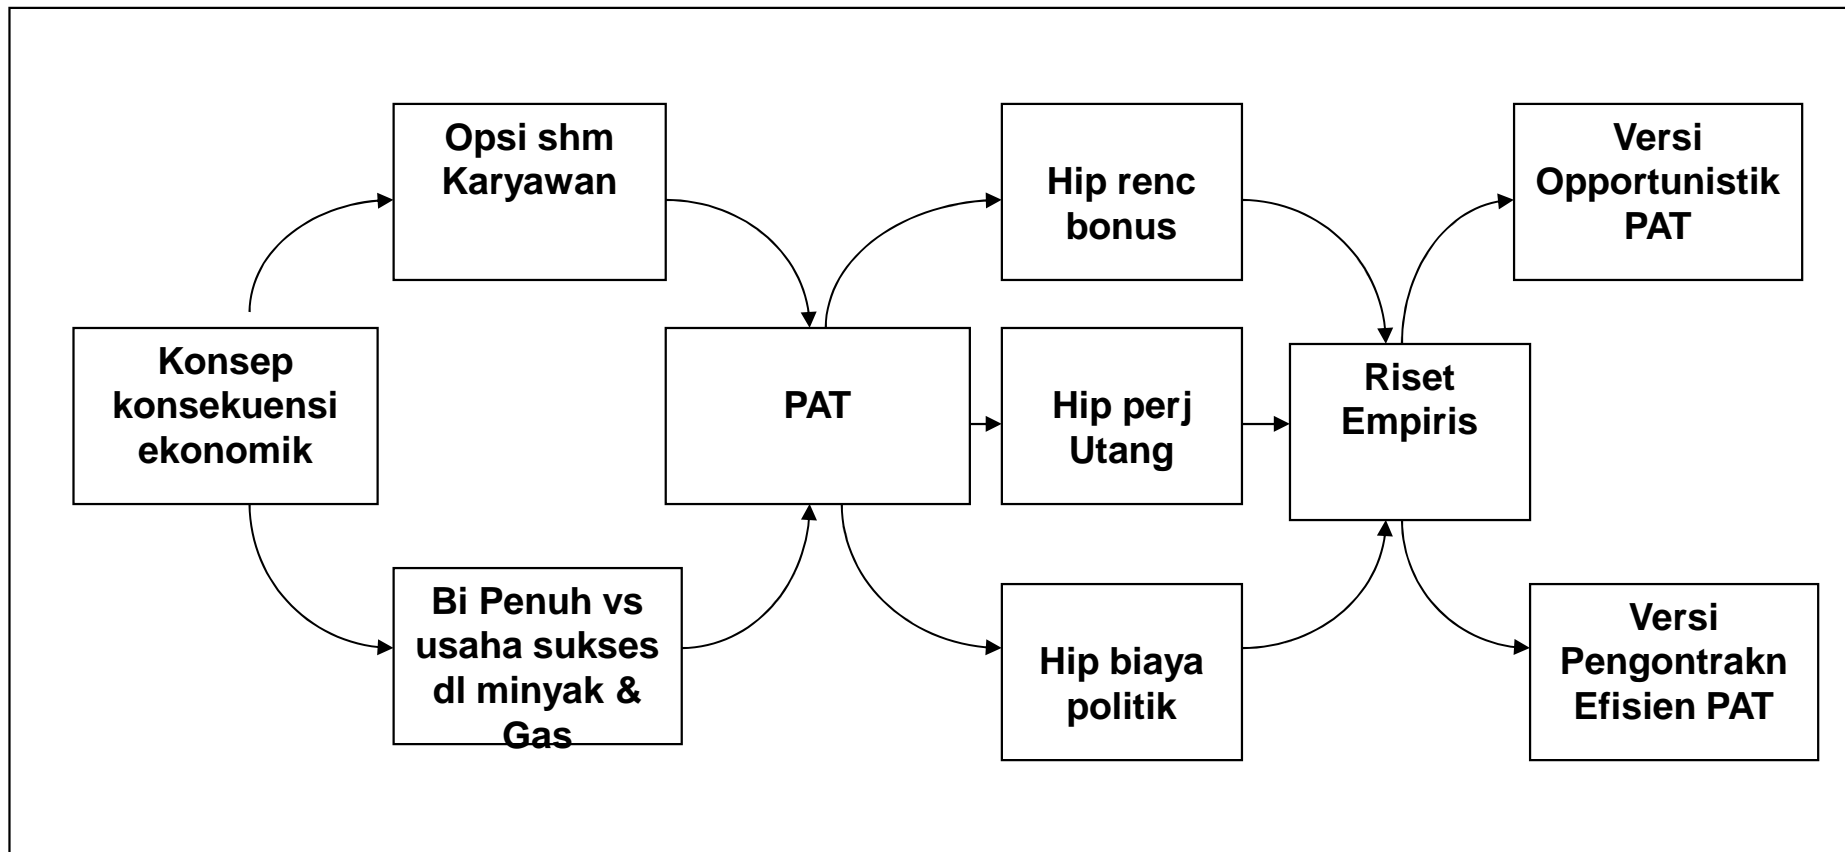 Konsep
konsekuensi
ekonomik
Opsi shm
Karyawan
Bi Penuh vs
usaha sukses
dl minyak &
Gas
PAT
Hip renc
bonus
Hip perj
Utang
Hip biaya
politik
Riset
Empiris
Versi
Opportunistik
PAT
Versi
Pengontrakn
Efisien PAT